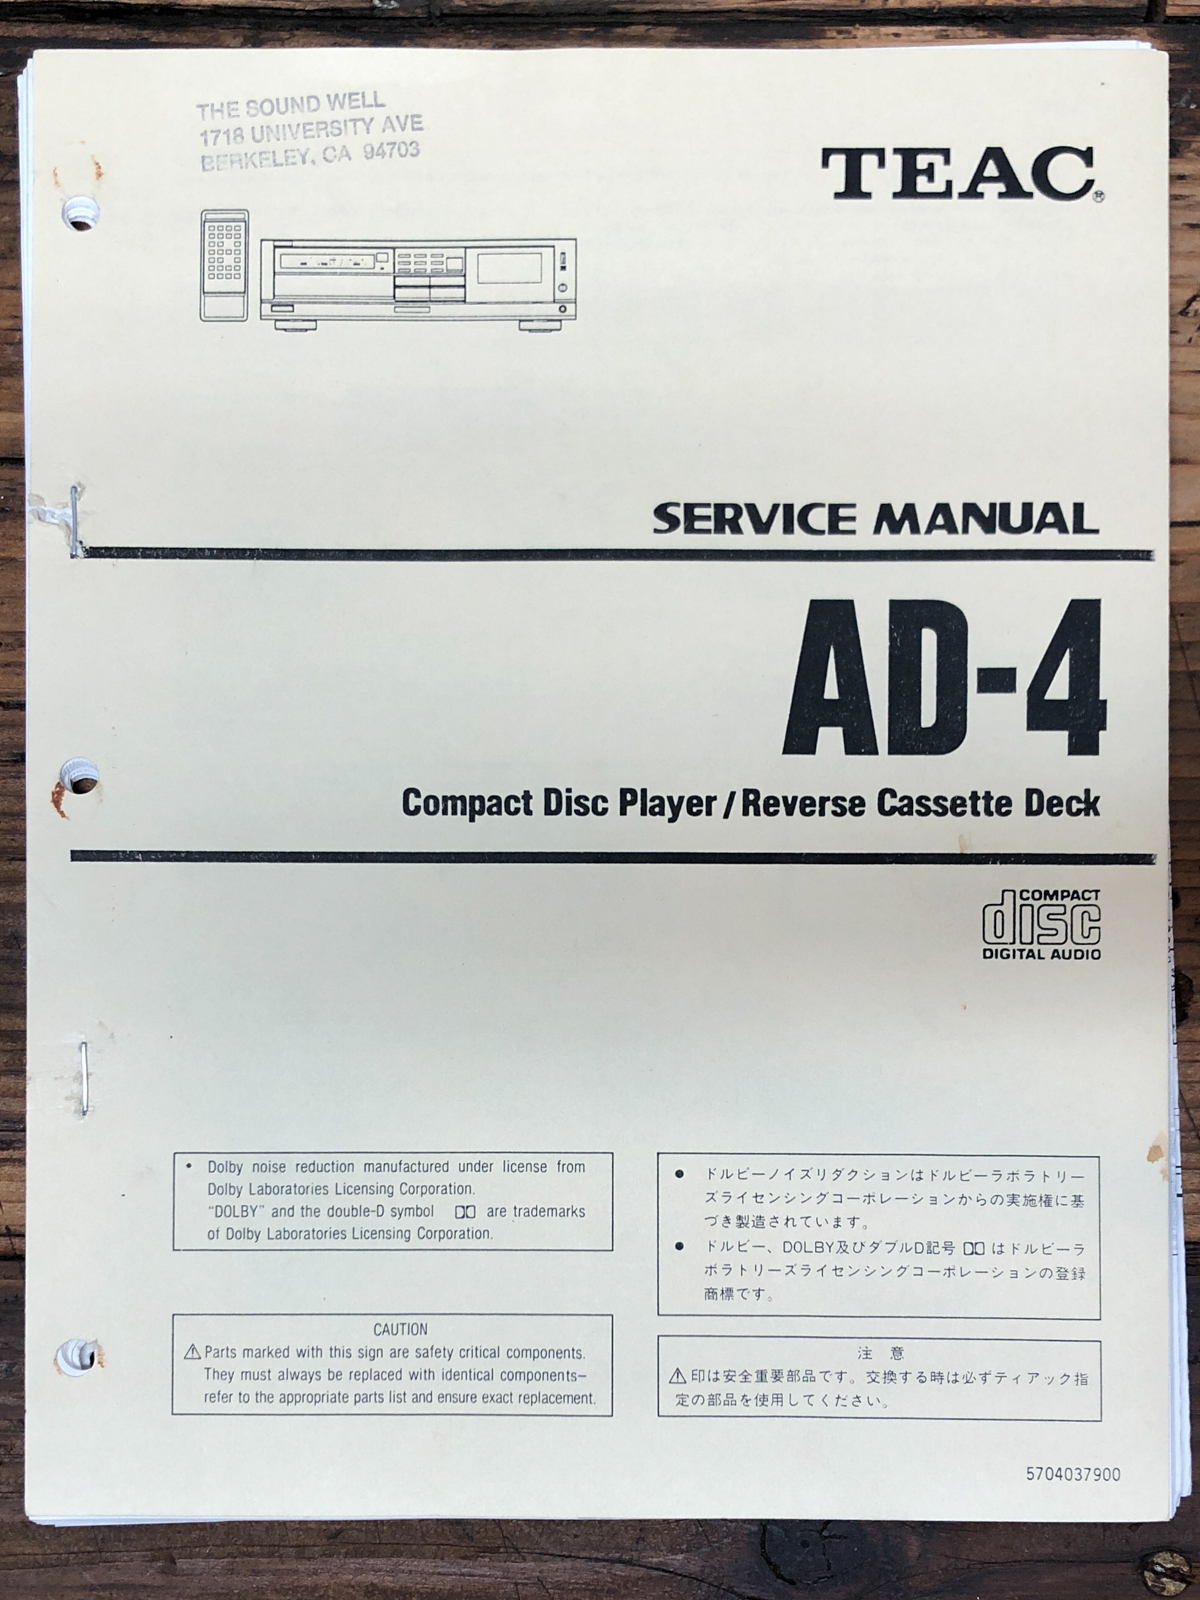 THE SOUND WELL
1718 UNIVERSITY AVE
BERKELEY, CA 94703
TEAC®
SERVICE MANUAL
AD-4
Compact Disc Player/Reverse Cassette Deck
COMPACT
disc
DIGITAL AUDIO
• Dolby noise reduction manufactured under license from
Dolby Laboratories Licensing Corporation.
"DOLBY" and the double-D symbol are trademarks
of Dolby Laboratories Licensing Corporation.
CAUTION
⚠ Parts marked with this sign are safety critical components.
They must always be replaced with identical components–
refer to the appropriate parts list and ensure exact replacement.
● ドルビーノイズリダクションはドルビーラボラトリー
ズライセンシングコーポレーションからの実施権に基
づき製造されています。
● ドルビー、DOLBY及びダブルD記号 はドルビーラ
ボラトリーズライセンシングコーポレーションの登録
商標です。
注 意
⚠印は安全重要部品です。交換する時は必ずティアック指
定の部品を使用してください。
5704037900